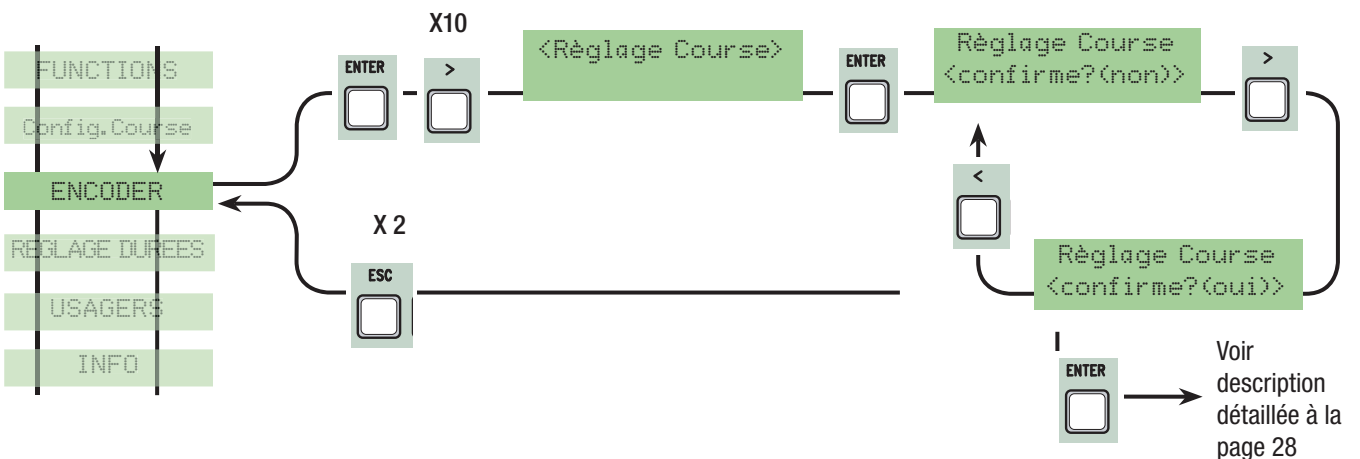 X10
FUNCTIONS
Config.Course
ENCODER
REGLAGE DUREES
USAGERS
INFO
ENTER
>
<Règlage Course>
ENTER
Règlage Course
<confirme?(non)>
>
<
Règlage Course
<confirme?(oui)>
X 2
ESC
ENTER
Voir
description
détaillée à la
page 28